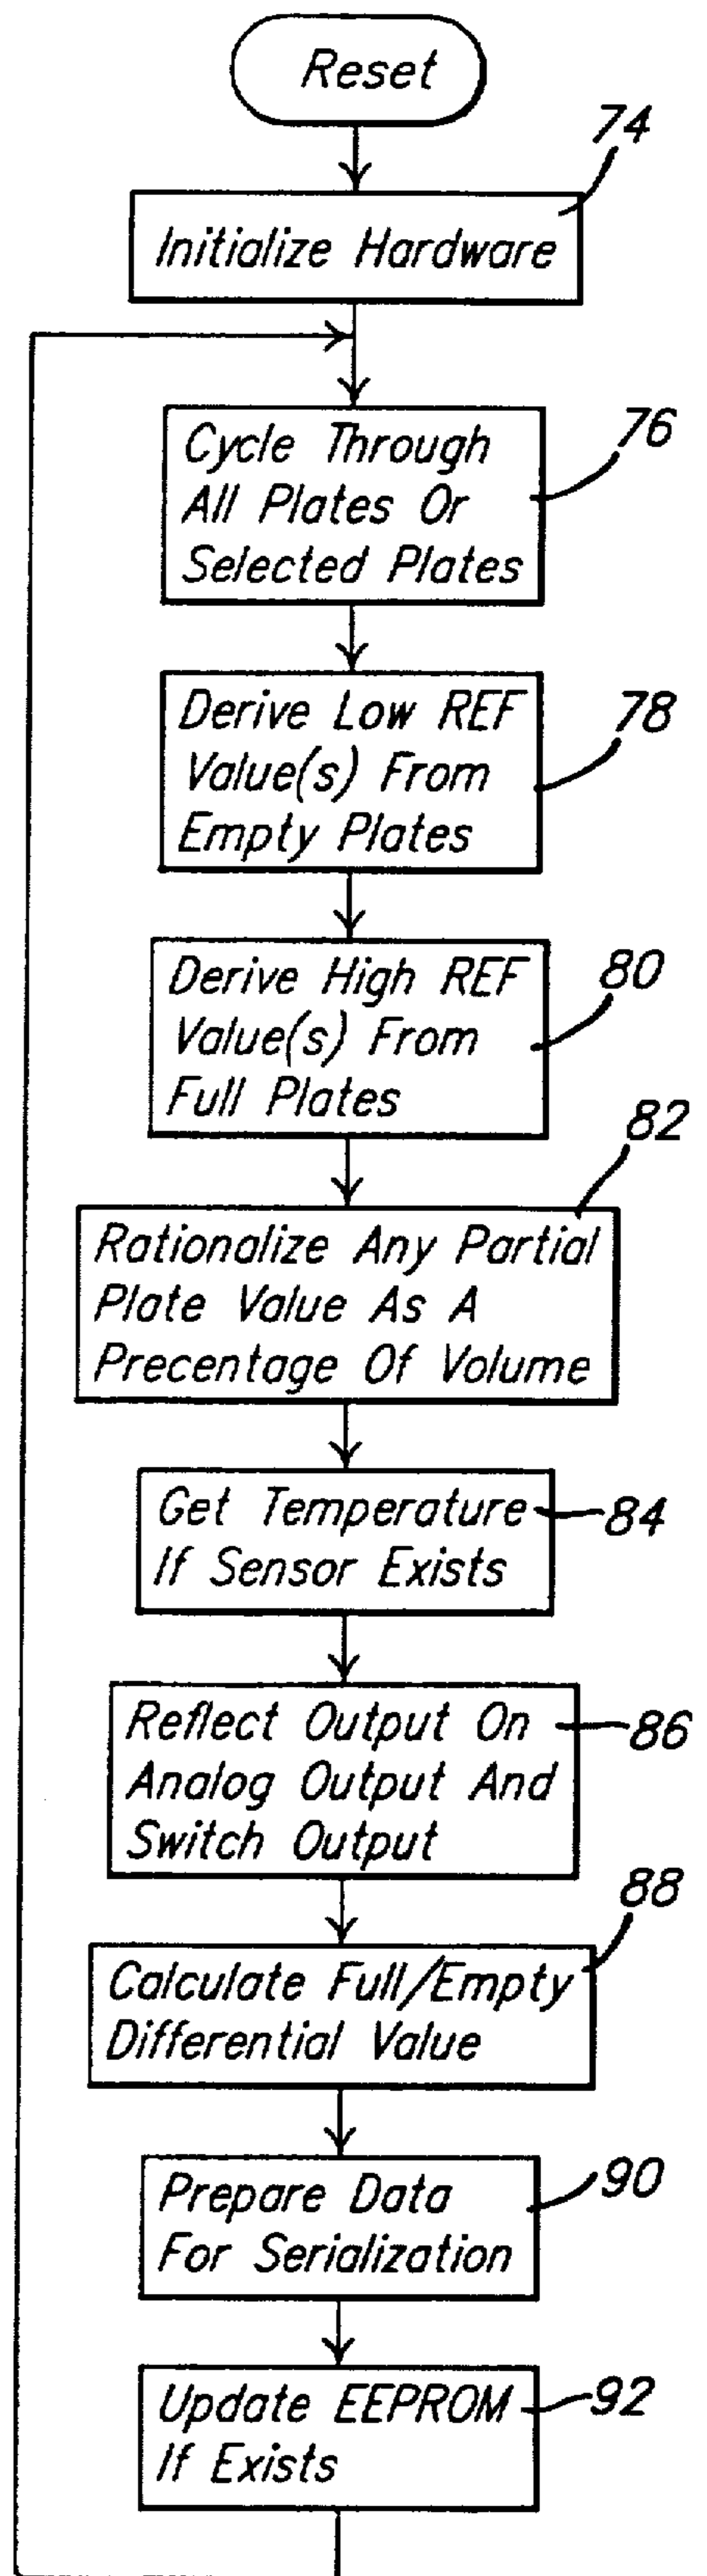 Reset
74
Initialize Hardware
76
Cycle Through
All Plates Or
Selected Plates
78
Derive Low REF
Value(s) From
Empty Plates
80
Derive High REF
Value(s) From
Full Plates
82
Rationalize Any Partial
Plate Value As A
Precentage Of Volume
Get Temperature
84
If Sensor Exists
Reflect Output On
86
Analog Output And
Switch Output
88
Calculate Full/Empty
Differential Value
90
Prepare Data
For Serialization
Update EEPROM
92
If Exists